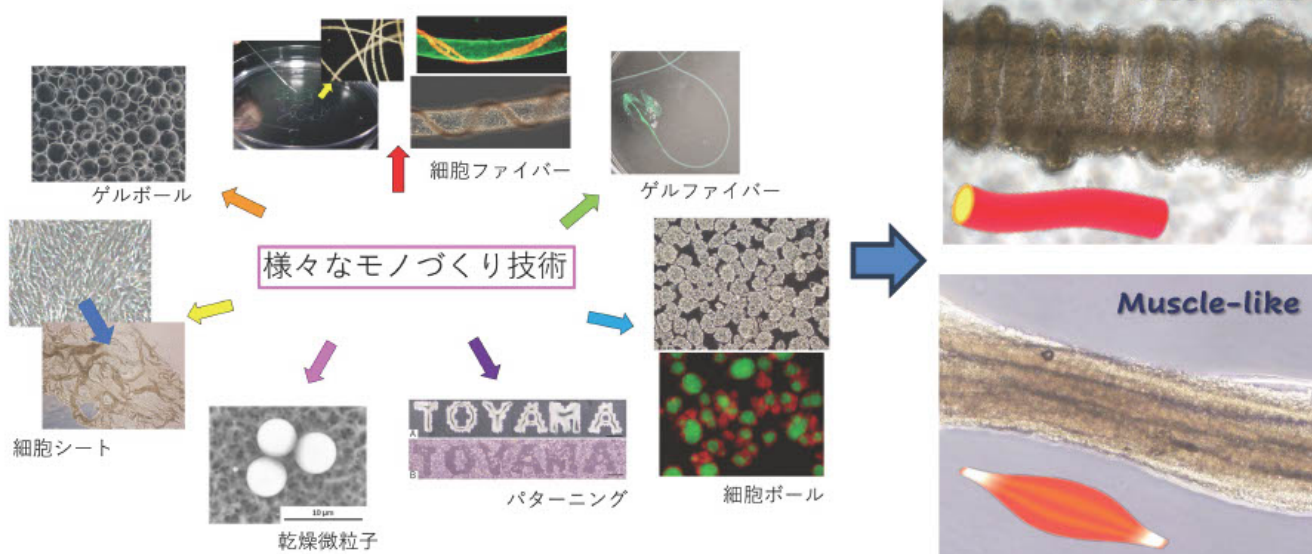 細胞ファイバー
ゲルボール
ゲルファイバー
様々なモノづくり技術
Muscle-like
細胞シート
TOYAMA
A
TOYAMA
B
パターニング
細胞ボール
10 μm
乾燥微粒子